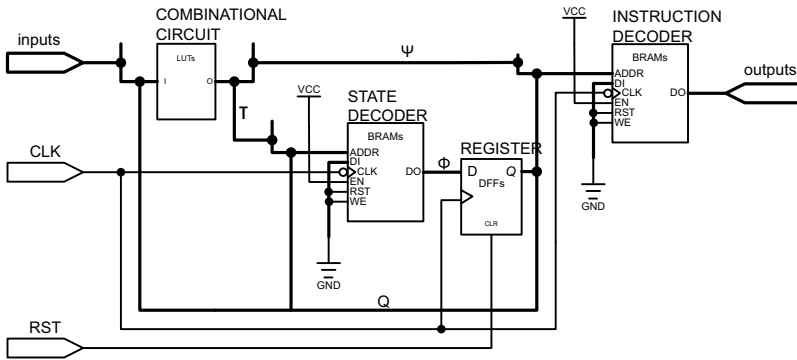 COMBINATIONAL
CIRCUIT
LUTs
I
O
inputs
Ψ
T
VCC
STATE
DECODER
BRAMs
ADDR
DI
CLK
EN
RST
WE
DO
GND
Φ
REGISTER
D
Q
DFFs
CLR
VCC
INSTRUCTION
DECODER
BRAMs
ADDR
DI
CLK
EN
RST
WE
DO
GND
outputs
CLK
Q
RST